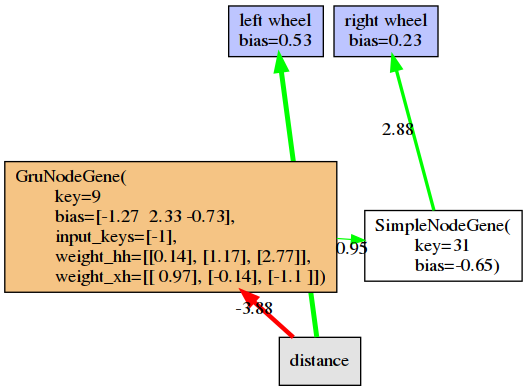 left wheel
bias=0.53
right wheel
bias=0.23
2.88
GruNodeGene(
key=9
bias=[-1.27 2.33 -0.73],
input_keys=[-1],
weight_hh=[[0.14], [1.17], [2.77]],
weight_xh=[[ 0.97], [-0.14], [-1.1 ]])
0.95
SimpleNodeGene(
key=31
bias=-0.65)
-3.88
distance